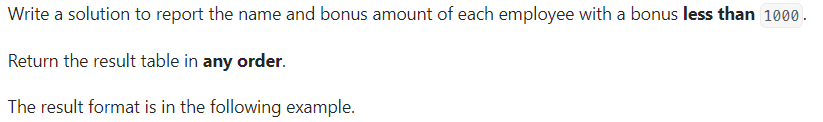 Write a solution to report the name and bonus amount of each employee with a bonus less than 1000.
Return the result table in any order.
The result format is in the following example.